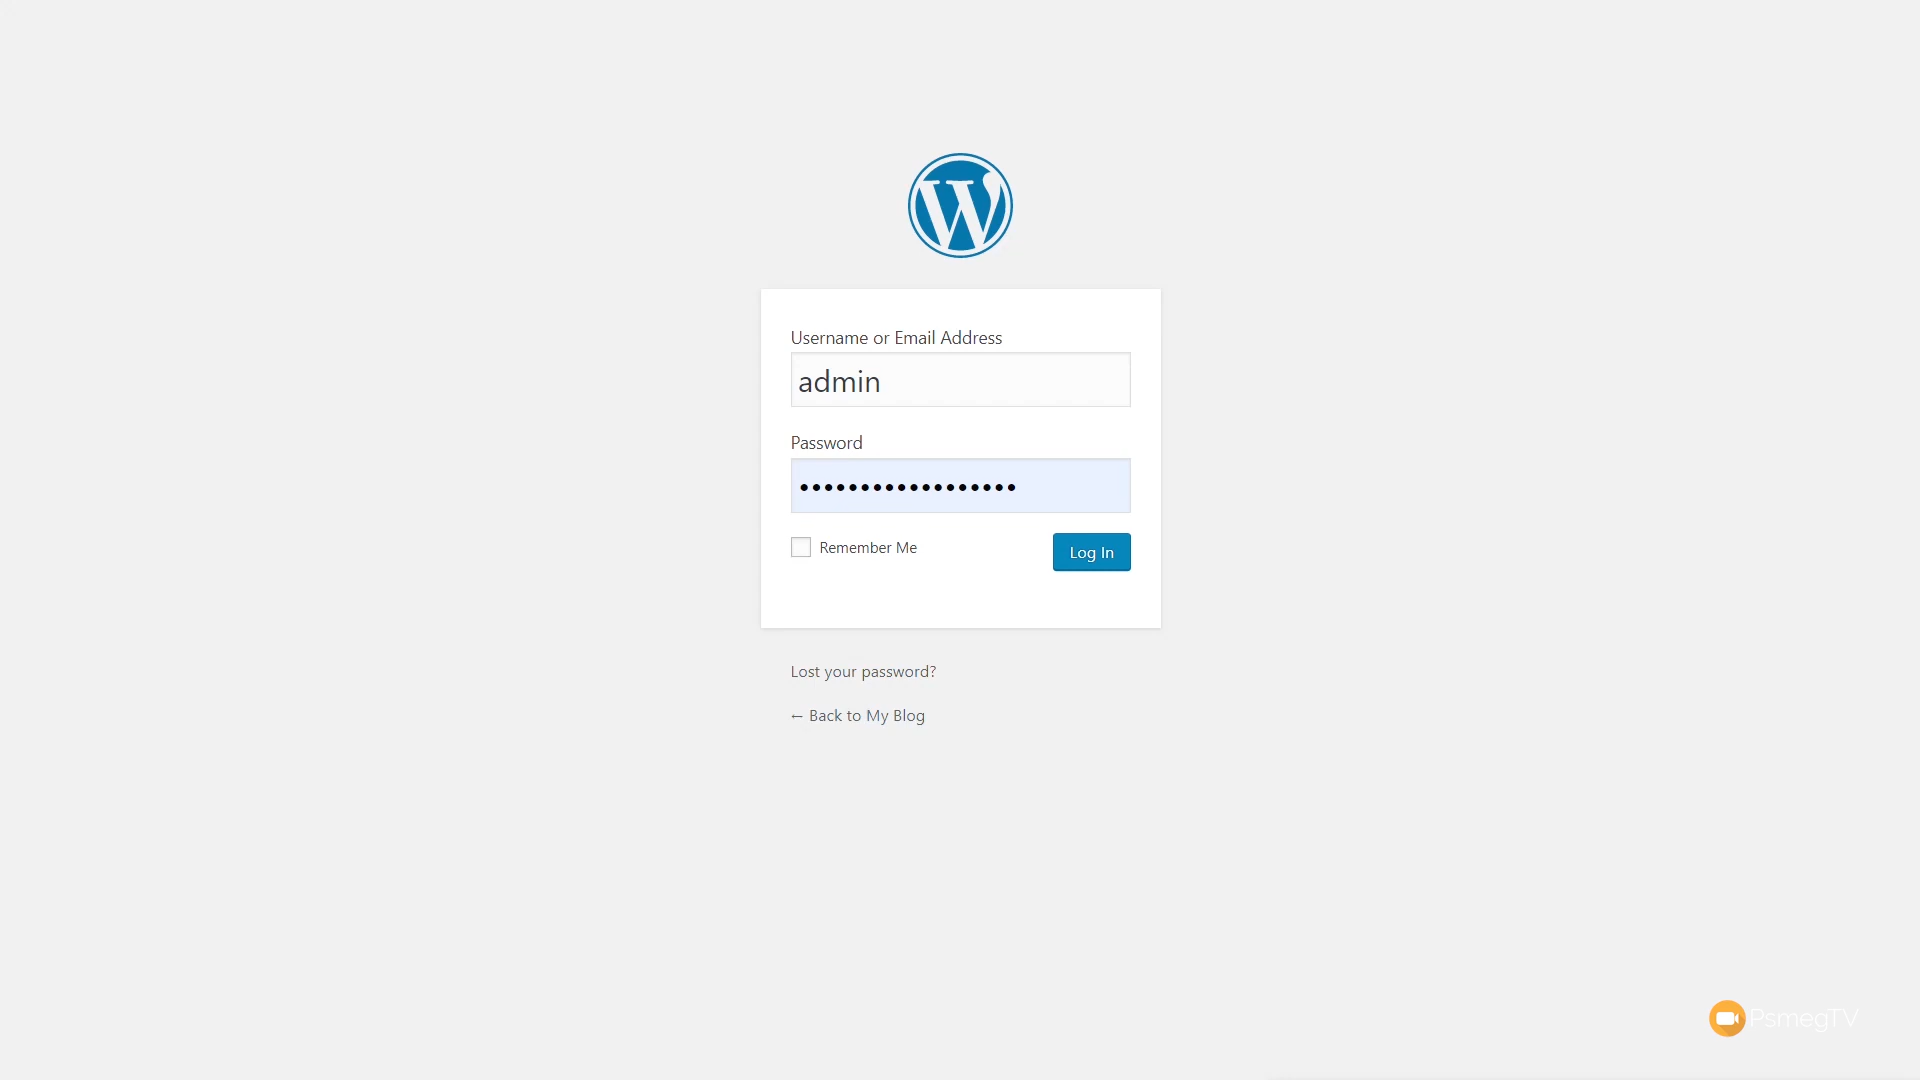 Username or Email Address
admin
Password
••••••••••••••••••
Remember Me
Log In
Lost your password?
← Back to My Blog
PsmegTV